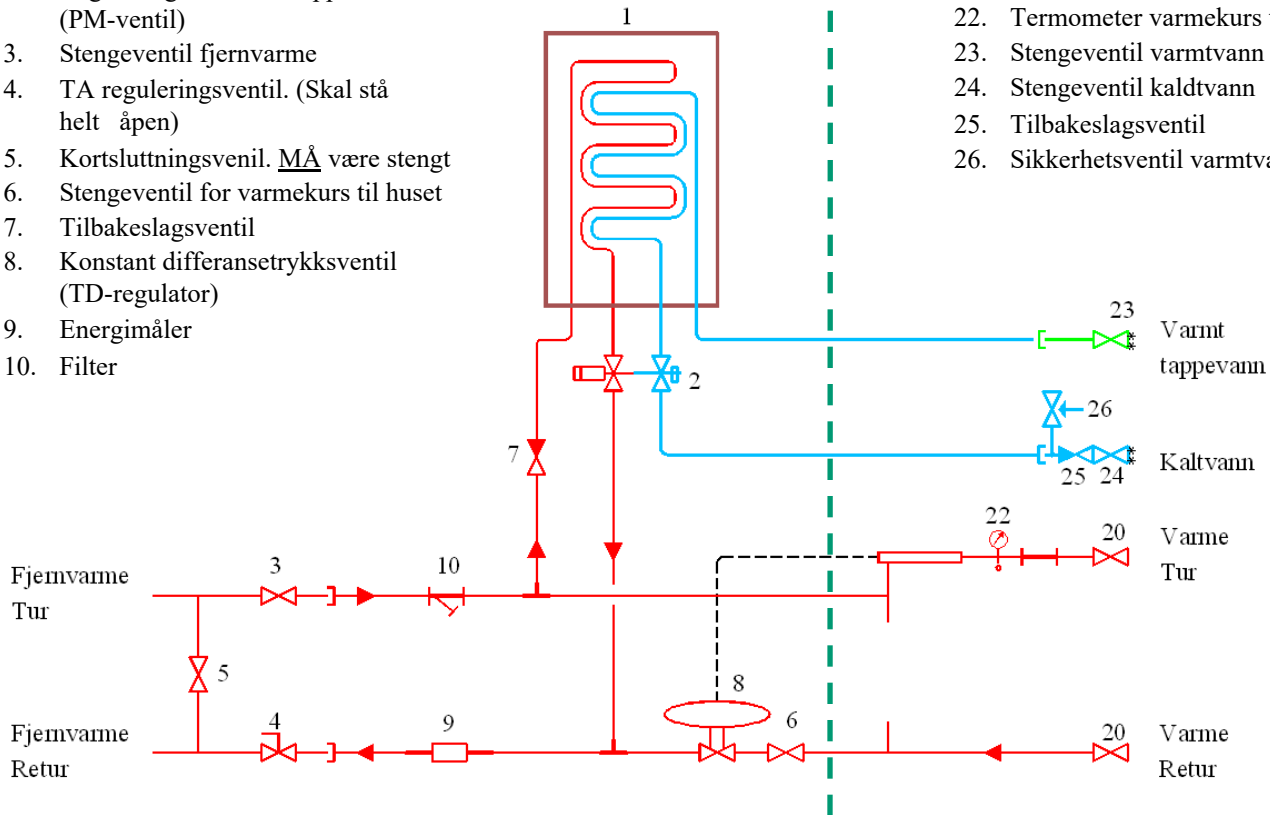 (PM-ventil)
3. Stengeventil fjernvarme
4. TA reguleringsventil. (Skal stå
helt åpen)
5. Kortsluttningsvenil. MÅ være stengt
6. Stengeventil for varmekurs til huset
7. Tilbakeslagsventil
8. Konstant differansetrykksventil
(TD-regulator)
9. Energimåler
10. Filter
22. Termometer varmekurs
23. Stengeventil varmtvann
24. Stengeventil kaldtvann
25. Tilbakeslagsventil
26. Sikkerhetsventil
1
23
Varmt
tappevann
2
26
7
Kaltvann
25 24
22
20
Varme
Tur
3
10
Fjernvarme
Tur
5
8
4
9
6
20
Fjernvarme
Retur
Varme
Retur